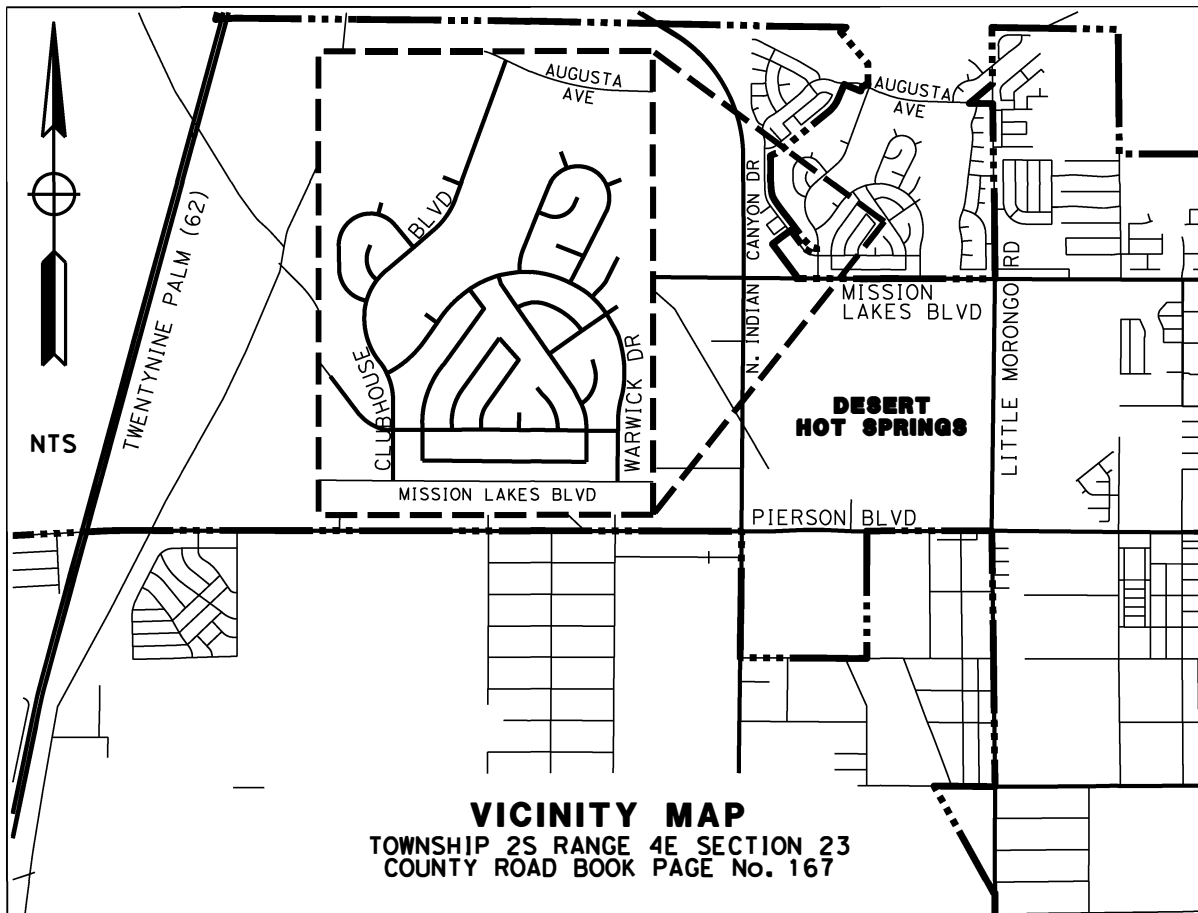 AUGUSTA
AVE
AUGUSTA
AVE
TWENTYNINE PALM (62)
BLVD
CLUBHOUSE
WARWICK DR
N. INDIAN CANYON DR
LITTLE MORONGO RD
MISSION
LAKES BLVD
DESERT
HOT SPRINGS
NTS
MISSION LAKES BLVD
PIERSON BLVD
VICINITY MAP
TOWNSHIP 2S RANGE 4E SECTION 23
COUNTY ROAD BOOK PAGE No. 167